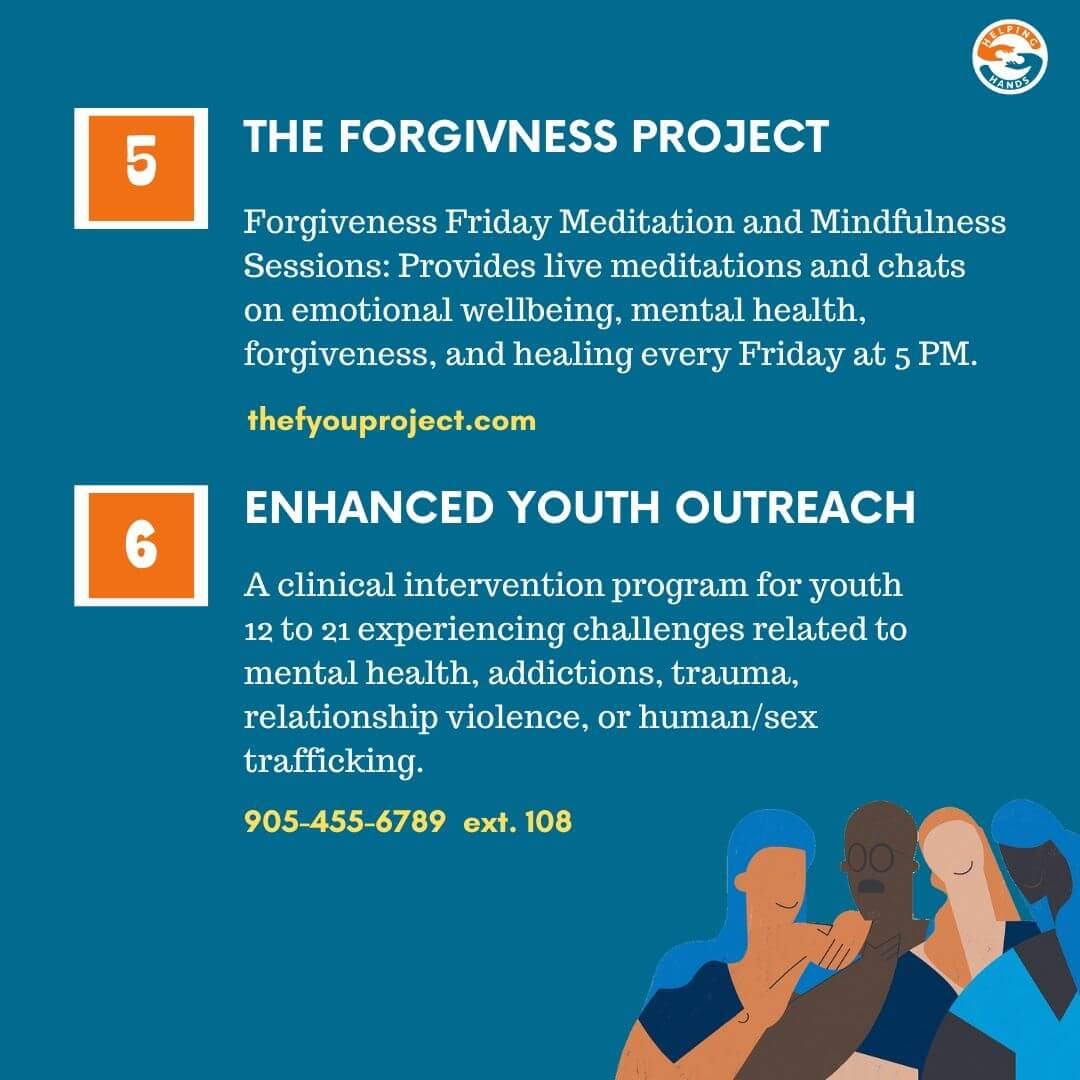 HELPING
HANDS
5
THE FORGIVNESS PROJECT
Forgiveness Friday Meditation and Mindfulness
Sessions: Provides live meditations and chats
on emotional wellbeing, mental health,
forgiveness, and healing every Friday at 5 PM.
thefyouproject.com
6
ENHANCED YOUTH OUTREACH
A clinical intervention program for youth
12 to 21 experiencing challenges related to
mental health, addictions, trauma,
relationship violence, or human/sex
trafficking.
905-455-6789 ext. 108